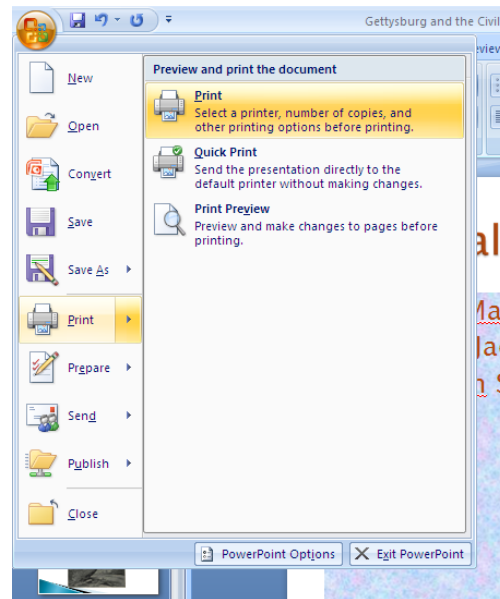 Gettysburg and the Civil
New
Open
Convert
Save
Save As
Print
Prepare
Send
Publish
Close
Preview and print the document
Print
Select a printer, number of copies, and
other printing options before printing.
Quick Print
Send the presentation directly to the
default printer without making changes.
Print Preview
Preview and make changes to pages before
printing.
PowerPoint Options
Exit PowerPoint